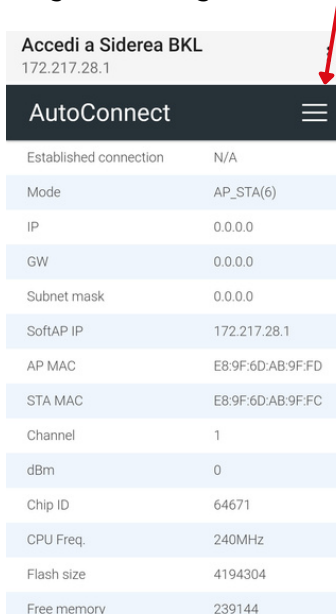 Accedi a Siderea BKL
172.217.28.1
AutoConnect
Established connection N/A
Mode AP_STA(6)
IP 0.0.0.0
GW 0.0.0.0
Subnet mask 0.0.0.0
SoftAP IP 172.217.28.1
AP MAC E8:9F:6D:AB:9F:FD
STA MAC E8:9F:6D:AB:9F:FC
Channel 1
dBm 0
Chip ID 64671
CPU Freq. 240MHz
Flash size 4194304
Free memory 239144